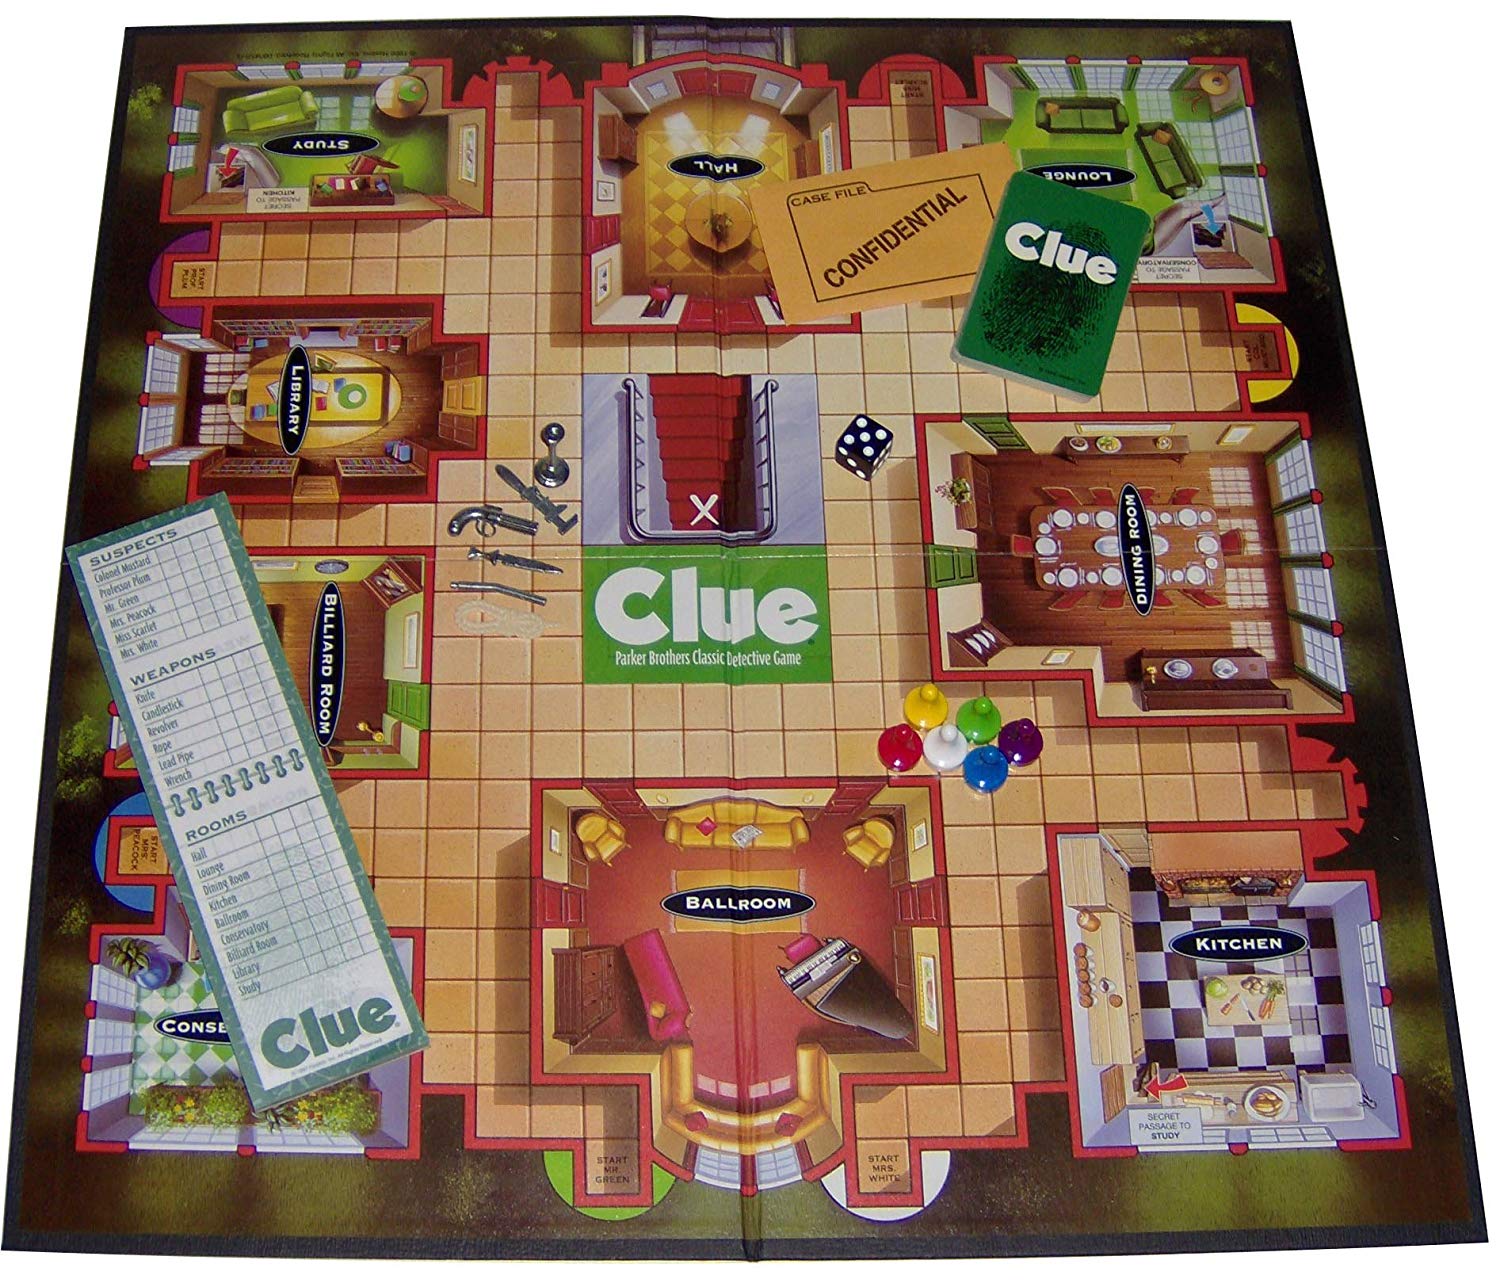 STUDY
SECRET
PASSAGE TO
KITCHEN
HALL
START
MISS
SCARLET
LOUNGE
SECRET
PASSAGE TO
CONSERVATORY
CASE FILE
CONFIDENTIAL
Clue
START
PROF.
PLUM
LIBRARY
X
DINING ROOM
Clue
Parker Brothers Classic Detective Game
BILLIARD ROOM
SUSPECTS
Colonel Mustard
Professor Plum
Mr. Green
Mrs. Peacock
Miss Scarlet
Mrs. White
WEAPONS
Knife
Candlestick
Revolver
Rope
Lead Pipe
Wrench
ROOMS
Hall
Lounge
Dining Room
Kitchen
Ballroom
Conservatory
Billiard Room
Library
Study
Clue
START
MRS.
PEACOCK
CONSE
BALLROOM
KITCHEN
SECRET
PASSAGE TO
STUDY
START
MR.
GREEN
START
MRS.
WHITE